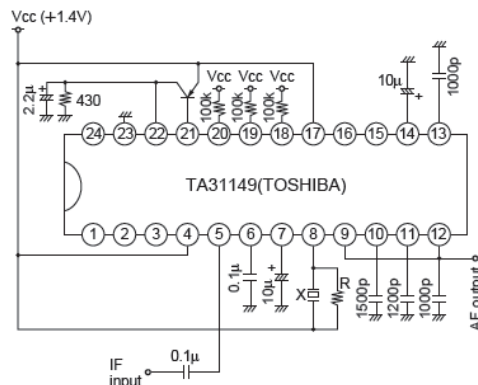 Vcc (+1.4V)
2.2μ
+
430
Vcc Vcc Vcc
100k
100k
100k
10μ
+
1000p
24 23 22 21 20 19 18 17 16 15 14 13
TA31149(TOSHIBA)
1 2 3 4 5 6 7 8 9 10 11 12
0.1μ
10μ
+
X
R
1500p
1200p
1000p
AF output
IF
input
0.1μ